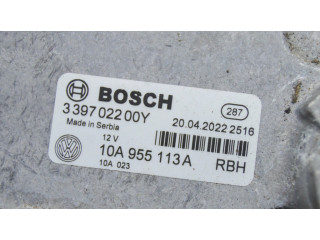 BOSCH
287
3 397 022 00Y
20.04.2022 2516
Made in Serbia
12 V
10A 955 113 A RBH
10A 023